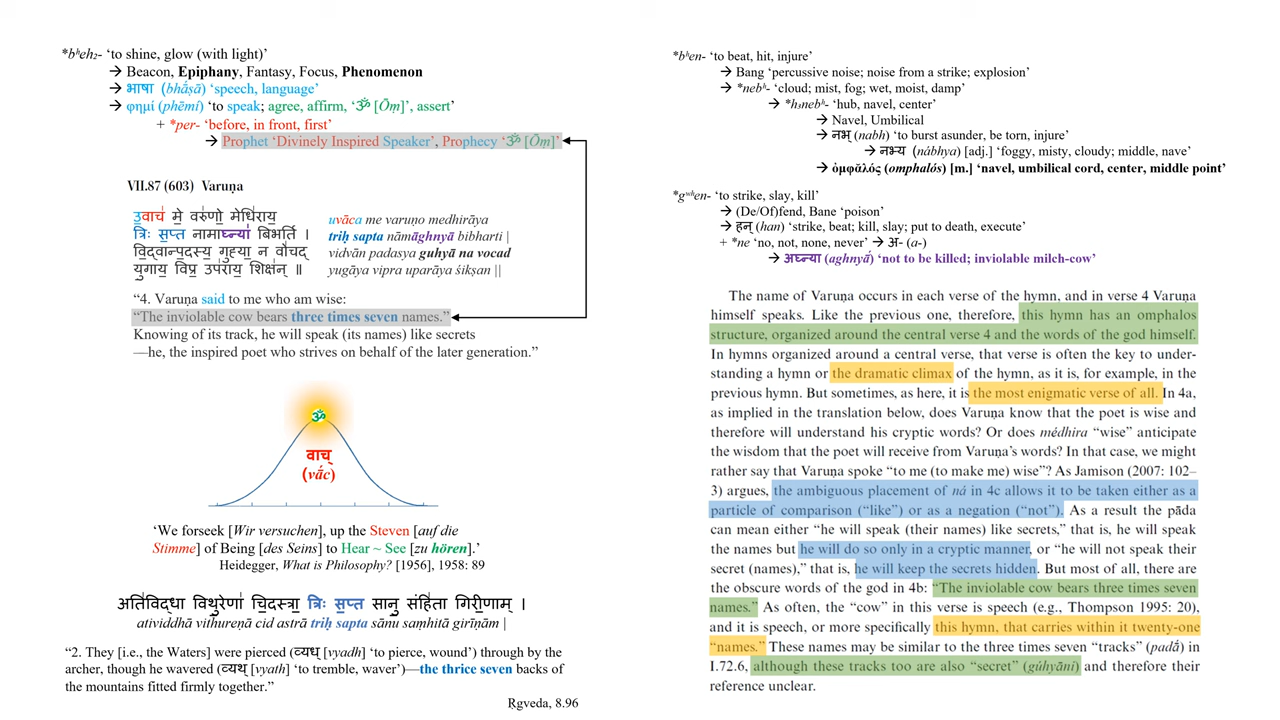 *bʰeh₂- ‘to shine, glow (with light)’
→ Beacon, Epiphany, Fantasy, Focus, Phenomenon
→ भाषा (bhā́ṣā) ‘speech, language’
→ φημί (phēmí) ‘to speak; agree, affirm, ‘ॐ [Ōṃ]’, assert’
+ *per- ‘before, in front, first’
→ Prophet ‘Divinely Inspired Speaker’, Prophecy ‘ॐ [Ōṃ]’
VII.87 (603) Varuṇa
उ॒वाच॑ मे॒ वरु॑णो॒ मेधि॑राय॒
त्रिः स॒प्त नामाघ्न्या॑ बिभर्ति ।
वि॒द्वान्प॒दस्य॒ गुह्या॒ न वो॑चद्
यु॒गाय॒ विप्र॒ उप॑राय॒ शिक्ष॑न् ॥
uvāca me varuṇo medhirāya
triḥ sapta nāmāghnyā bibharti |
vidvān padasya guhyā na vocad
yugāya vipra uparāya śikṣan ||
“4. Varuṇa said to me who am wise:
“The inviolable cow bears three times seven names.”
Knowing of its track, he will speak (its names) like secrets
—he, the inspired poet who strives on behalf of the later generation.”
ॐ
वाच्
(vā́c)
‘We forseek [Wir versuchen], up the Steven [auf die
Stimme] of Being [des Seins] to Hear ~ See [zu hören].’
Heidegger, What is Philosophy? [1956], 1958: 89
अति॑विद्धा विथु॒रेणा॑ चि॒दस्त्रा॒ त्रिः स॒प्त सानु॒ संहि॑ता गिरी॒णाम् ।
atividdhā vithureṇā cid astrā triḥ sapta sānu saṃhitā girīṇām |
“2. They [i.e., the Waters] were pierced (व्यध् [vyadh] ‘to pierce, wound’) through by the
archer, though he wavered (व्यथ् [vyath] ‘to tremble, waver’)—the thrice seven backs of
the mountains fitted firmly together.”
Ṛgveda, 8.96
*bʰen- ‘to beat, hit, injure’
→ Bang ‘percussive noise; noise from a strike; explosion’
→ *nebʰ- ‘cloud; mist, fog; wet, moist, damp’
→ *h₃nebʰ- ‘hub, navel, center’
→ Navel, Umbilical
→ नभ् (nabh) ‘to burst asunder, be torn, injure’
→ नभ्य (nábhya) [adj.] ‘foggy, misty, cloudy; middle, nave’
→ ὀμφᾰλός (omphalós) [m.] ‘navel, umbilical cord, center, middle point’
*gʷʰen- ‘to strike, slay, kill’
→ (De/Of)fend, Bane ‘poison’
→ हन् (han) ‘strike, beat; kill, slay; put to death, execute’
+ *ne ‘no, not, none, never’ → अ- (a-)
→ अघ्न्या (aghnyā́) ‘not to be killed; inviolable milch-cow’
The name of Varuṇa occurs in each verse of the hymn, and in verse 4 Varuṇa
himself speaks. Like the previous one, therefore, this hymn has an omphalos
structure, organized around the central verse 4 and the words of the god himself.
In hymns organized around a central verse, that verse is often the key to under-
standing a hymn or the dramatic climax of the hymn, as it is, for example, in the
previous hymn. But sometimes, as here, it is the most enigmatic verse of all. In 4a,
as implied in the translation below, does Varuṇa know that the poet is wise and
therefore will understand his cryptic words? Or does médhira “wise” anticipate
the wisdom that the poet will receive from Varuṇa’s words? In that case, we might
rather say that Varuṇa spoke “to me (to make me) wise”? As Jamison (2007: 102–
3) argues, the ambiguous placement of ná in 4c allows it to be taken either as a
particle of comparison (“like”) or as a negation (“not”). As a result the pāda
can mean either “he will speak (their names) like secrets,” that is, he will speak
the names but he will do so only in a cryptic manner, or “he will not speak their
secret (names),” that is, he will keep the secrets hidden. But most of all, there are
the obscure words of the god in 4b: “The inviolable cow bears three times seven
names.” As often, the “cow” in this verse is speech (e.g., Thompson 1995: 20),
and it is speech, or more specifically this hymn, that carries within it twenty-one
“names.” These names may be similar to the three times seven “tracks” (padā́) in
I.72.6, although these tracks too are also “secret” (gúhyāni) and therefore their
reference unclear.